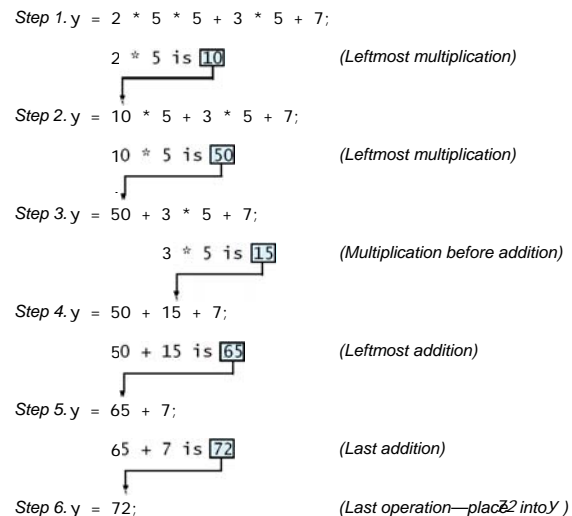 Step 1. y = 2 * 5 * 5 + 3 * 5 + 7;
2 * 5 is 10 (Leftmost multiplication)
Step 2. y = 10 * 5 + 3 * 5 + 7;
10 * 5 is 50 (Leftmost multiplication)
Step 3. y = 50 + 3 * 5 + 7;
3 * 5 is 15 (Multiplication before addition)
Step 4. y = 50 + 15 + 7;
50 + 15 is 65 (Leftmost addition)
Step 5. y = 65 + 7;
65 + 7 is 72 (Last addition)
Step 6. y = 72; (Last operation—place 72 into y )